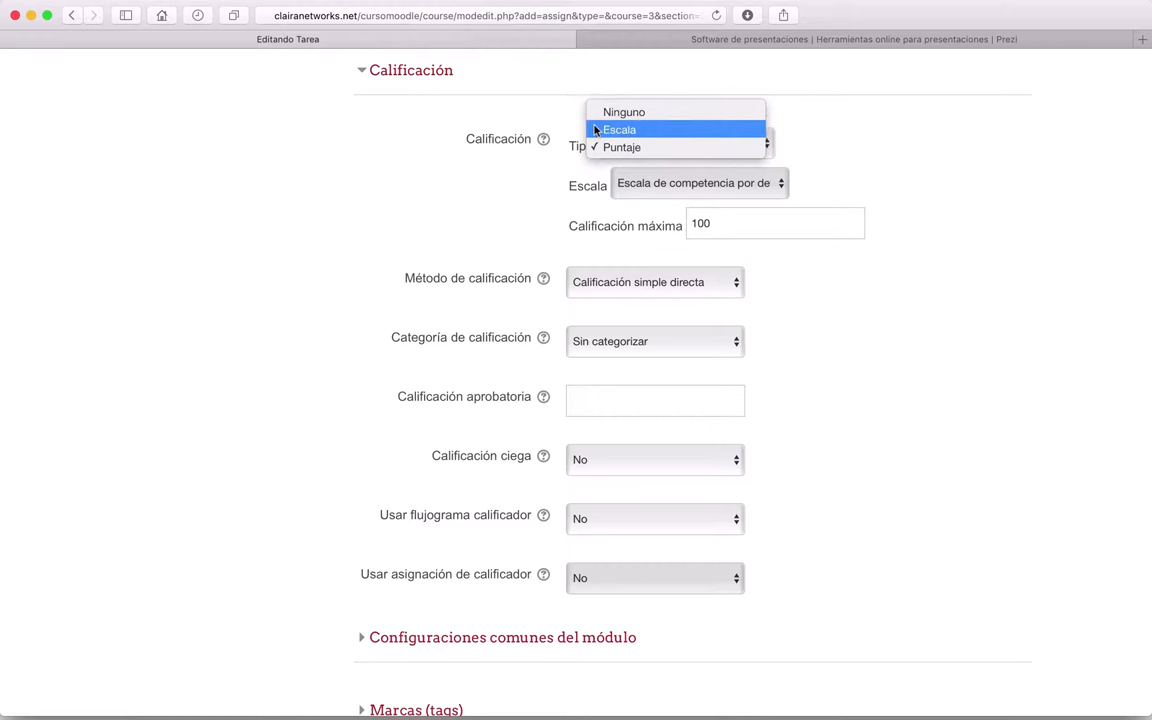 clairanetworks.net/cursomoodle/course/modedit.php?add=assign&type=&course=3&section=
Editando Tarea
Software de presentaciones | Herramientas online para presentaciones | Prezi
Calificación
Ninguno
Calificación
Escala
Tip
Puntaje
Escala
Escala de competencia por de
Calificación máxima
100
Método de calificación
Calificación simple directa
Categoría de calificación
Sin categorizar
Calificación aprobatoria
Calificación ciega
No
Usar flujograma calificador
No
Usar asignación de calificador
No
Configuraciones comunes del módulo
Marcas (tags)